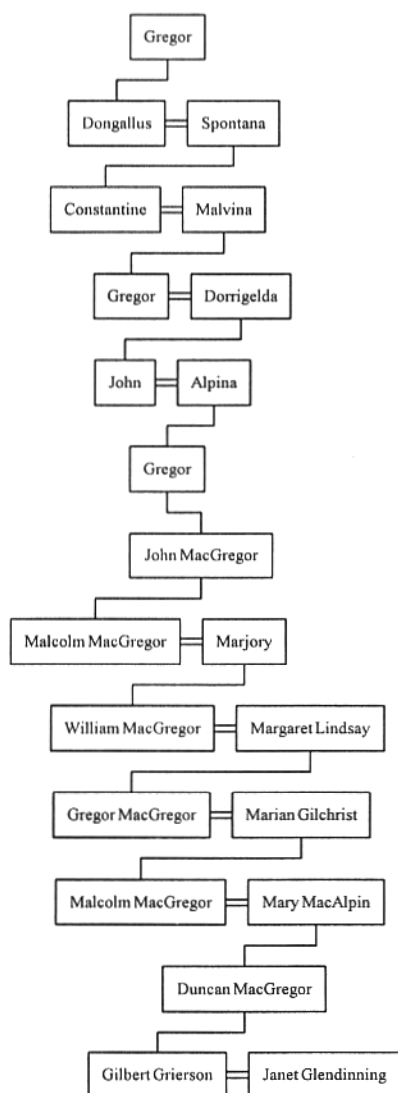 Gregor
Dongallus Spontana
Constantine Malvina
Gregor Dorrigelda
John Alpina
Gregor
John MacGregor
Malcolm MacGregor Marjory
William MacGregor Margaret Lindsay
Gregor MacGregor Marian Gilchrist
Malcolm MacGregor Mary MacAlpin
Duncan MacGregor
Gilbert Grierson Janet Glendinning